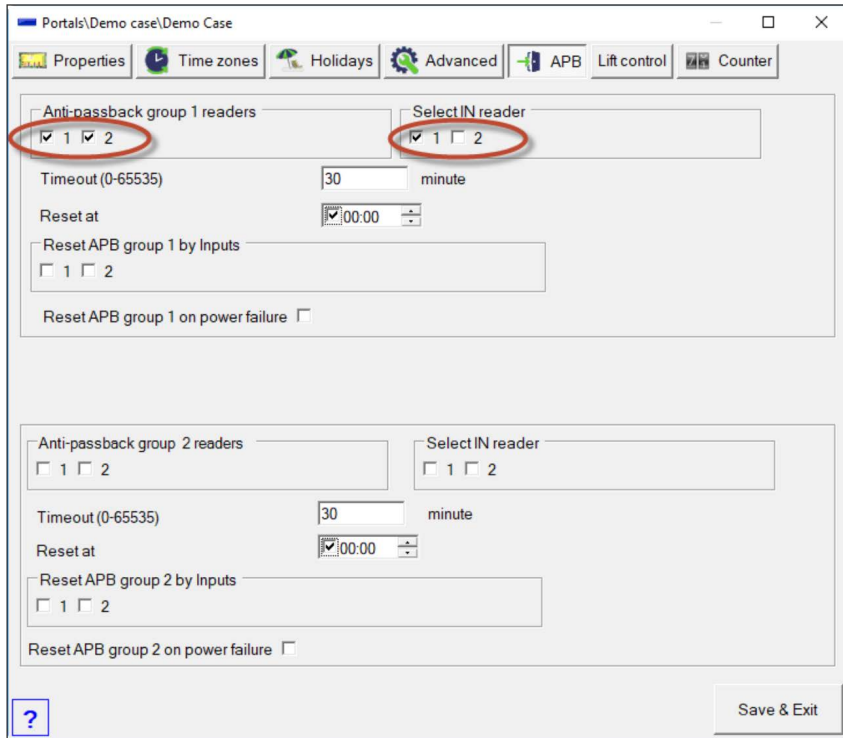 Portals\Demo case\Demo Case
Properties Time zones Holidays Advanced APB Lift control Counter
Anti-passback group 1 readers Select IN reader
1 2 1 2
Timeout (0-65535) 30 minute
Reset at 00:00
Reset APB group 1 by Inputs
1 2
Reset APB group 1 on power failure
Anti-passback group 2 readers Select IN reader
1 2 1 2
Timeout (0-65535) 30 minute
Reset at 00:00
Reset APB group 2 by Inputs
1 2
Reset APB group 2 on power failure
? Save & Exit